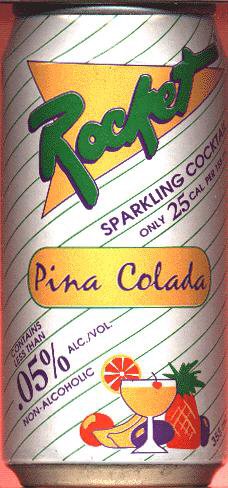 Rocket
SPARKLING COCKTAIL
ONLY 25 CAL. PER
Pina Colada
CONTAINS
LESS THAN
.05% ALC./VOL.
NON-ALCOHOLIC